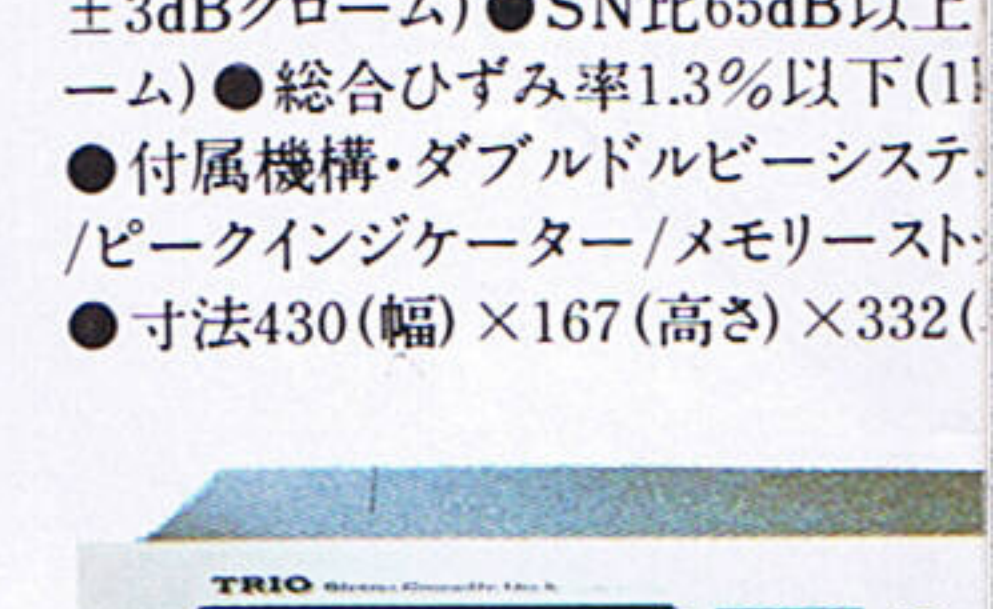 ±3dBクローム)●SN比65dB以上
ーム)●総合ひずみ率1.3%以下(1
●付属機構・ダブルドルビーシステ
/ピークインジケーター/メモリースト
●寸法430(幅)×167(高さ)×332(
TRIO